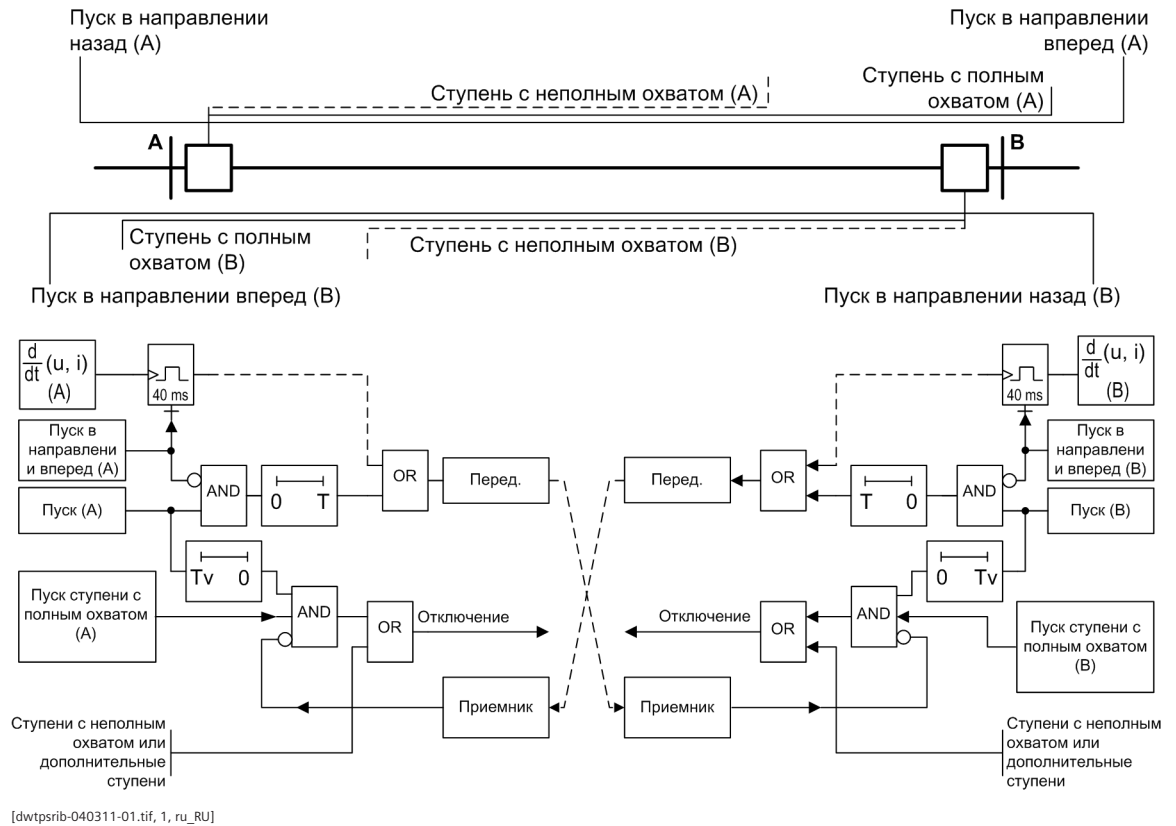 Пуск в направлении
назад (A)
Пуск в направлении
вперед (A)
Ступень с неполным охватом (A)
Ступень с полным
охватом (A)
A
B
Ступень с полным
охватом (B)
Ступень с неполным охватом (B)
Пуск в направлении вперед (B)
Пуск в направлении назад (B)
d
dt
(u, i)
(A)
40 ms
40 ms
d
dt
(u, i)
(B)
Пуск в
направлени
и вперед (A)
Пуск в
направлени
и вперед (B)
AND
0 T
OR
Перед.
Перед.
OR
T 0
AND
Пуск (A)
Пуск (B)
Tv 0
0 Tv
Пуск ступени с
полным охватом
(A)
AND
OR
Отключение
Отключение
OR
AND
Пуск ступени с
полным охватом
(B)
Приемник
Приемник
Ступени с неполным
охватом или
дополнительные
ступени
Ступени с неполным
охватом или
дополнительные
ступени
[dwtpsrib-040311-01.tif, 1, ru_RU]